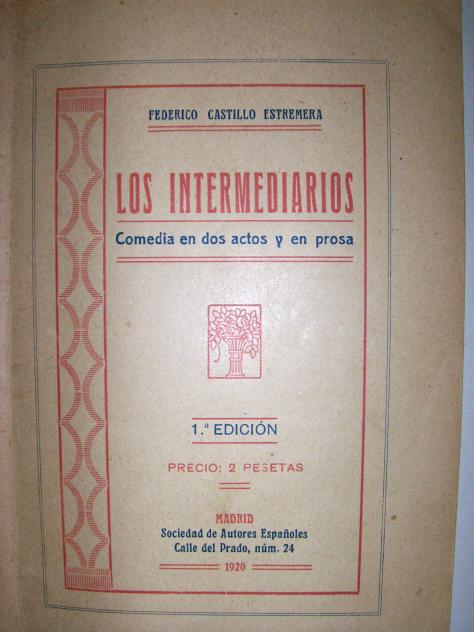 FEDERICO CASTILLO ESTREMERA
LOS INTERMEDIARIOS
Comedia en dos actos y en prosa
1.ª EDICIÓN
PRECIO: 2 PESETAS
MADRID
Sociedad de Autores Españoles
Calle del Prado, núm. 24
1920